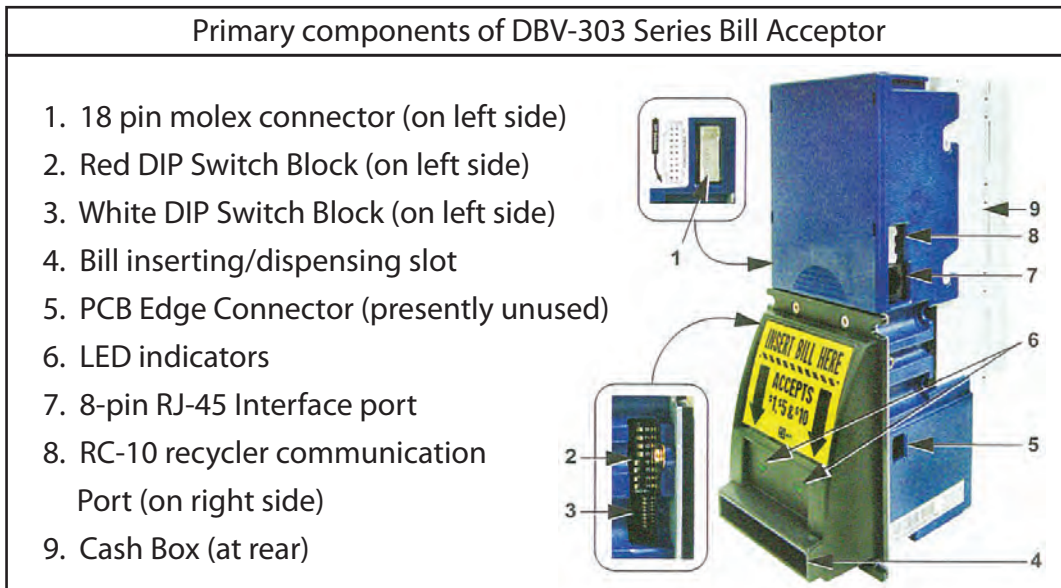 Primary components of DBV-303 Series Bill Acceptor
1. 18 pin molex connector (on left side)
2. Red DIP Switch Block (on left side)
3. White DIP Switch Block (on left side)
4. Bill inserting/dispensing slot
5. PCB Edge Connector (presently unused)
6. LED indicators
7. 8-pin RJ-45 Interface port
8. RC-10 recycler communication
Port (on right side)
9. Cash Box (at rear)
1
9
8
7
INSERT BILL HERE
ACCEPTS
$1, $5 & $10
6
5
2
3
4